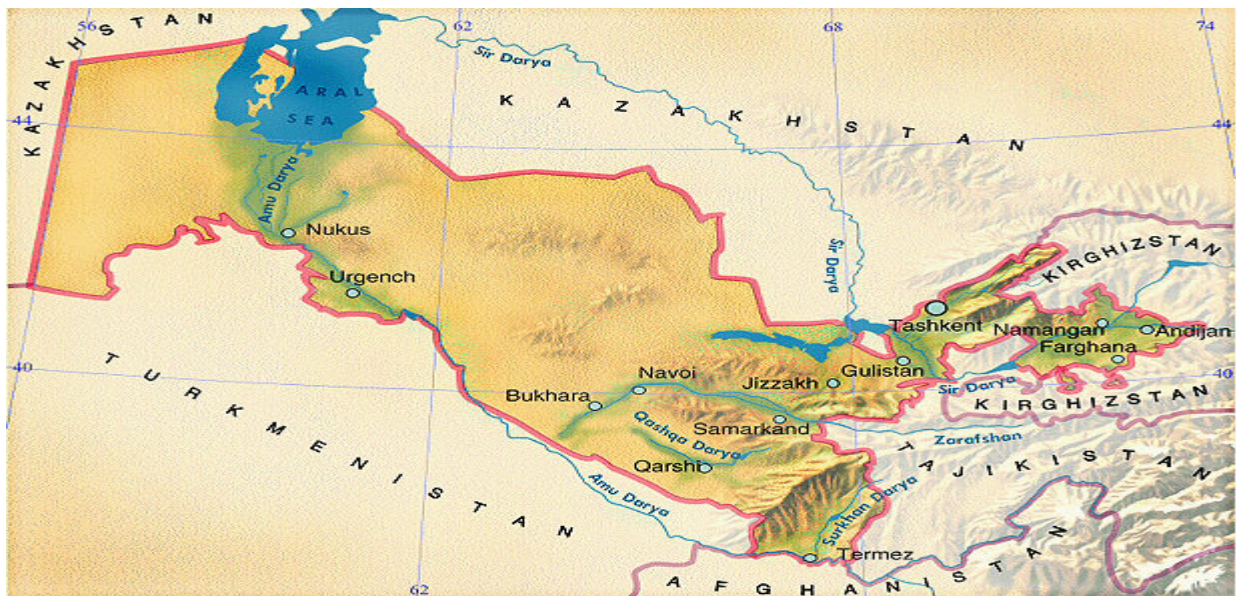 56
62
68
74
KAZAKHSTAN
Sir Darya
ARAL
SEA
KAZAKHSTAN
44
44
Amu Darya
Nukus
Sir Darya
KIRGHIZSTAN
Urgench
Tashkent
Namangan
Andijan
Farghana
40
TURKMENISTAN
Navoi
Jizzakh
Gulistan
40
Bukhara
Sir Darya
KIRGHIZSTAN
Samarkand
Qashqa Darya
Zarafshan
Qarshi
TAJIKISTAN
Amu Darya
Surkhan Darya
Termez
AFGHANISTAN
62